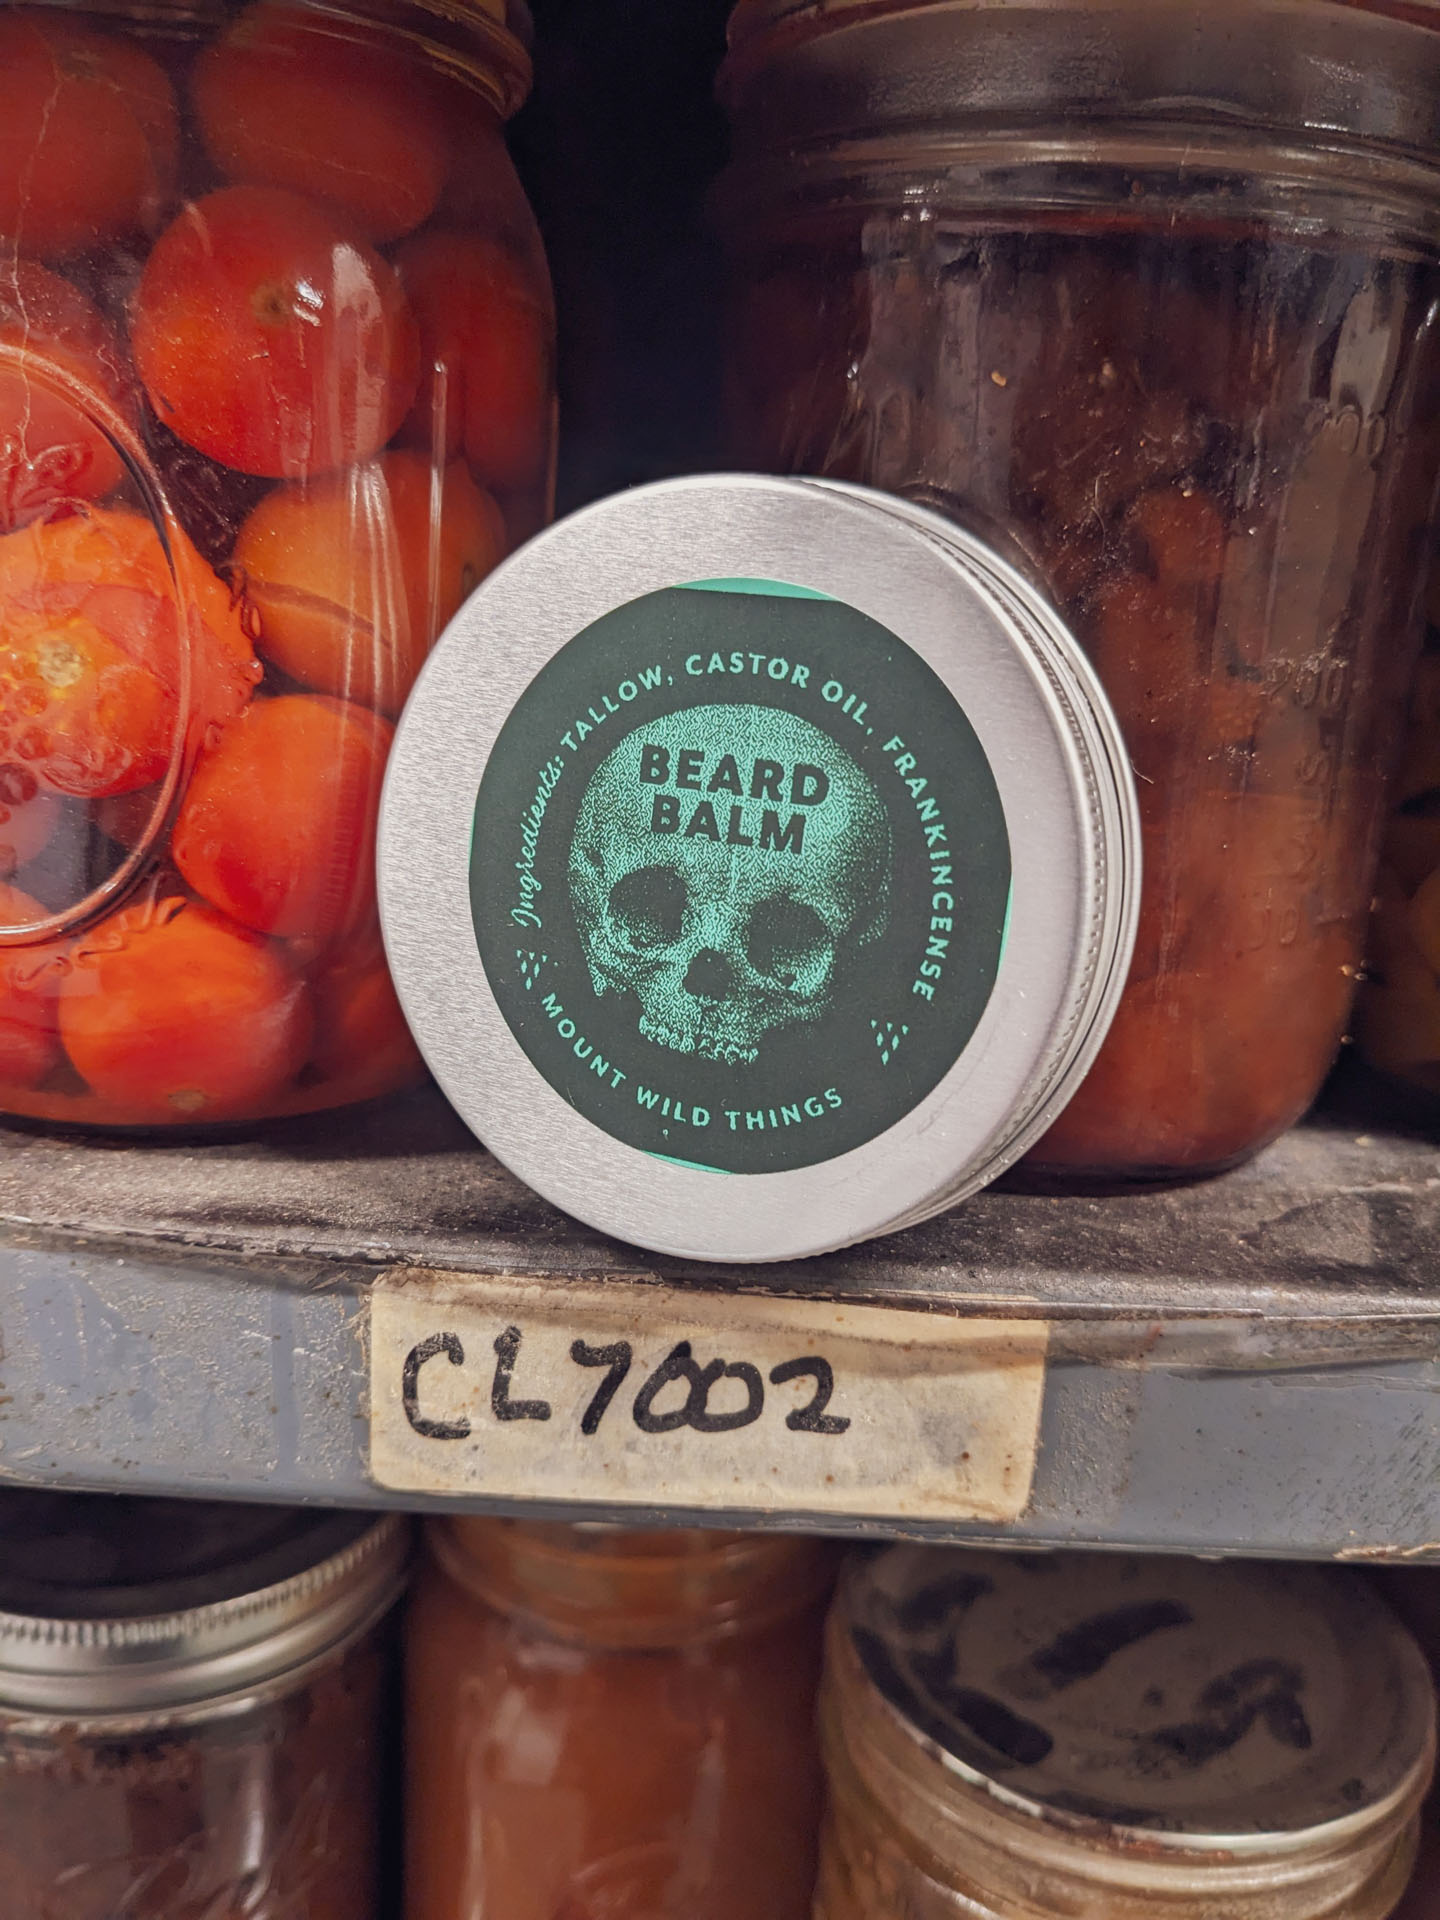 Ingredients: TALLOW, CASTOR OIL, FRANKINCENSE
BEARD
BALM
MOUNT WILD THINGS
CL7002